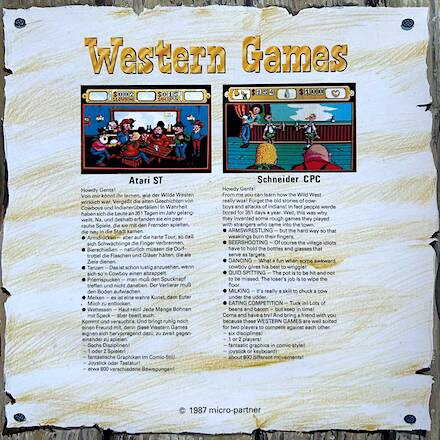 Western Games
Atari ST
Howdy Gents!
Von mir könnt ihr lernen, wie der Wilde Westen
wirklich war. Vergeßt die alten Geschichten von
Cowboys und Indianerüberfällen! In Wahrheit
haben sich die Leute an 351 Tagen im Jahr gelang-
weilt. Na, und deshalb erfanden sie ein paar
rauhe Spiele, die sie mit den Fremden spielten,
die neu in die Stadt kamen.
● Armdrücken – aber auf die harte Tour, so daß
sich Schwächlinge die Finger verbrennen.
● Bierschießen – natürlich müssen die Dorf-
trottel die Flaschen und Gläser halten, die als
Ziele dienen.
● Tanzen – Das ist schon lustig anzusehen, wenn
sich so'n Cowboy einen abzappelt.
● Priemspucken – man muß den Spucknapf
treffen und nicht daneben. Der Verlierer muß
den Boden aufwischen.
● Melken – es ist eine wahre Kunst, dem Euter
Milch zu entlocken.
● Wettessen – Haut rein! Jede Menge Bohnen
mit Speck – aber beeilt euch.
Kommt und versucht's. Und bringt ruhig noch
einen Freund mit, denn diese Western Games
eignen sich hervorragend dazu, zu zweit gegen-
einander zu spielen.
– Sechs Disziplinen!
– 1 oder 2 Spieler!
– fantastische Graphiken im Comic-Stil!
– Joystick oder Tastatur!
– etwa 800 verschiedene Bewegungen!
Schneider CPC
Howdy Gents!
From me you can learn how the Wild West
really was! Forget the old stories of cow-
boys and attacks of Indians! In fact people were
bored for 351 days a year. Well, this was why
they invented some rough games they played
with strangers who came into the town.
● ARMSWRESTLING – but the hard way so that
weaklings burn their fingers.
● BEERSHOOTING – Of course the village idiots
have to hold the bottles and glasses that
serve as targets.
● DANCING – What a fun when some awkward
cowboy gives his best to wriggle!
● QUID SPITTING – The pot is to be hit and not
to be missed. The loser's job is to wipe the
floor!
● MILKING – It's really a skill to chuck a cow
under the udder.
● EATING COMPETITION – Tuck in! Lots of
beans and bacon – but keep in time!
Come and have a try! And bring a friend with you
because these WESTERN GAMES are well suited
for two players to compete against each other.
– six disciplines!
– 1 or 2 players!
– fantastic graphics in comic-style!
– joystick or keyboard!
– about 800 different movements!
© 1987 micro-partner